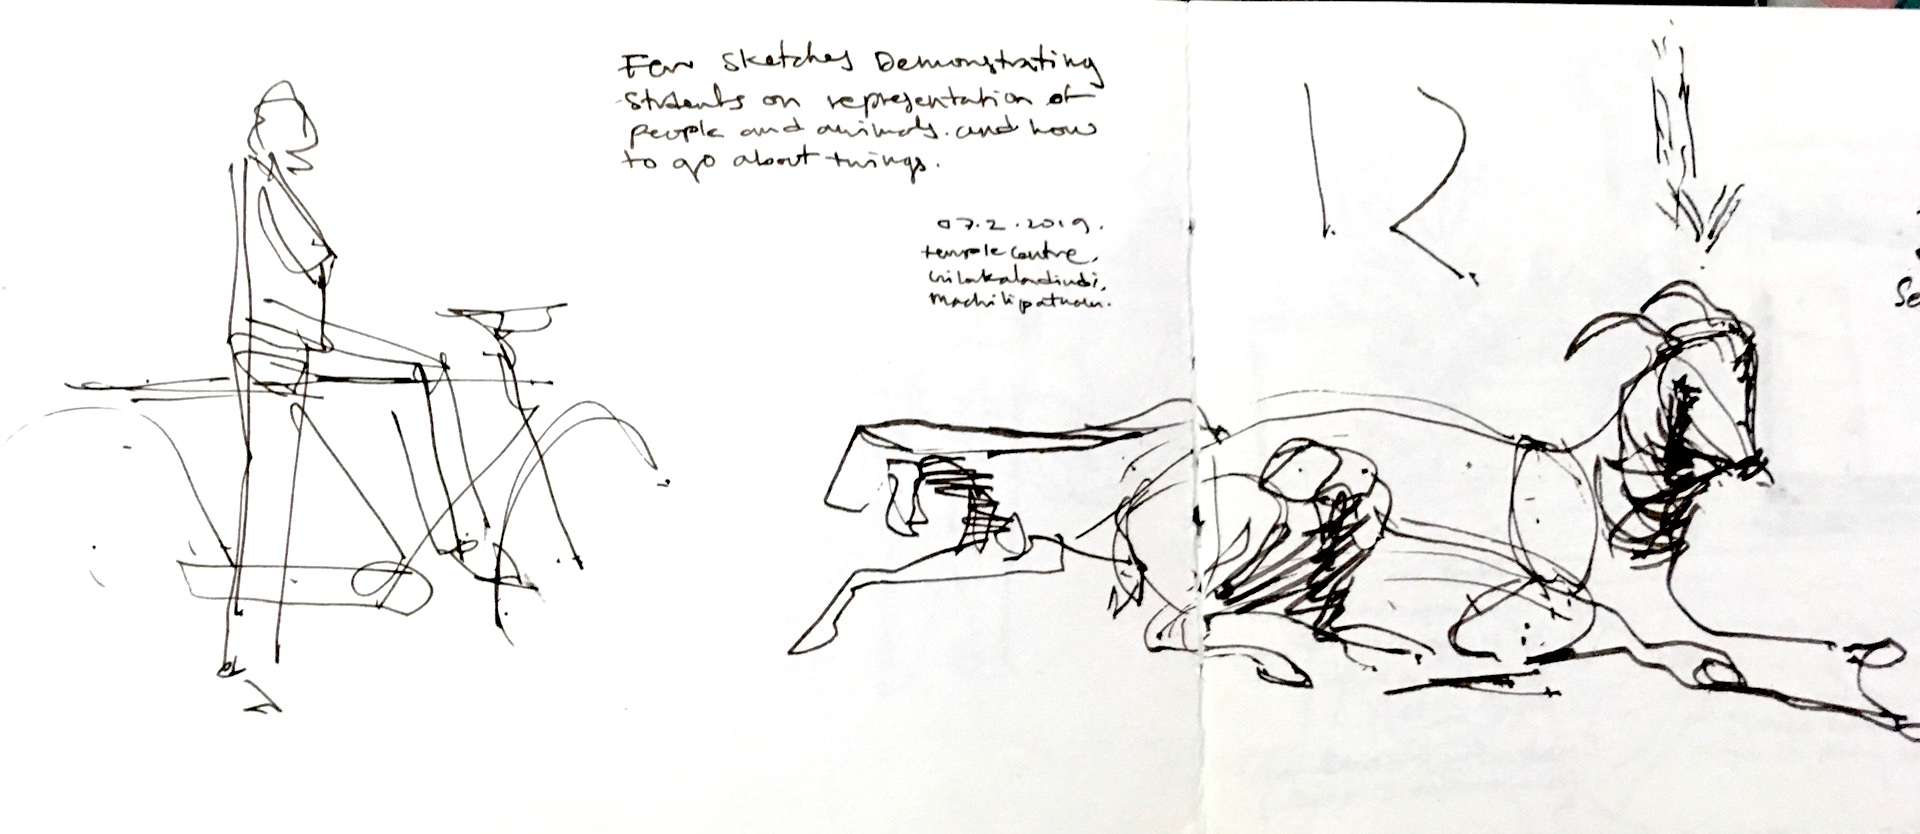 Few sketches Demonstrating
students on representation of
people and animals. and how
to go about things.
07.2.2019.
temple centre,
Chilakalandindi,
Machilipatnam.
Se